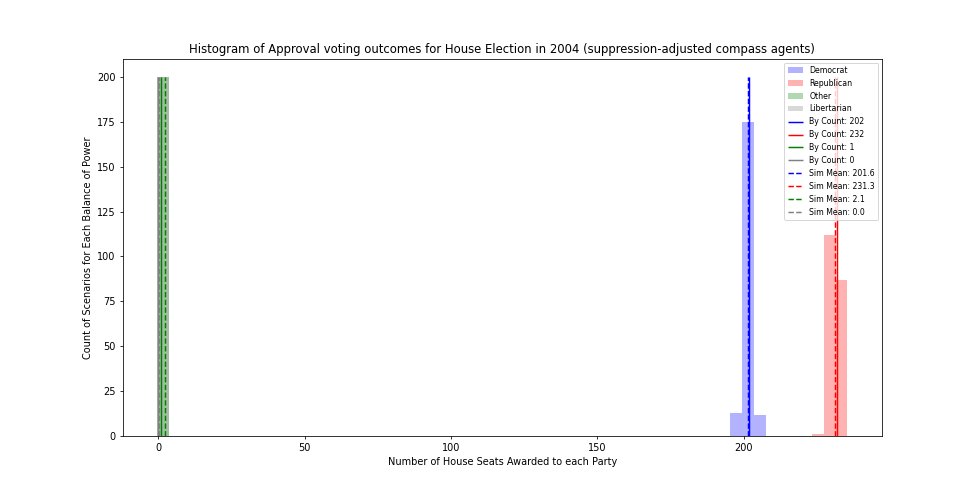 Histogram of Approval voting outcomes for House Election in 2004 (suppression-adjusted compass agents)
Count of Scenarios for Each Balance of Power
200
175
150
125
100
75
50
25
0
Democrat
Republican
Other
Libertarian
By Count: 202
By Count: 232
By Count: 1
By Count: 0
Sim Mean: 201.6
Sim Mean: 231.3
Sim Mean: 2.1
Sim Mean: 0.0
0 50 100 150 200
Number of House Seats Awarded to each Party